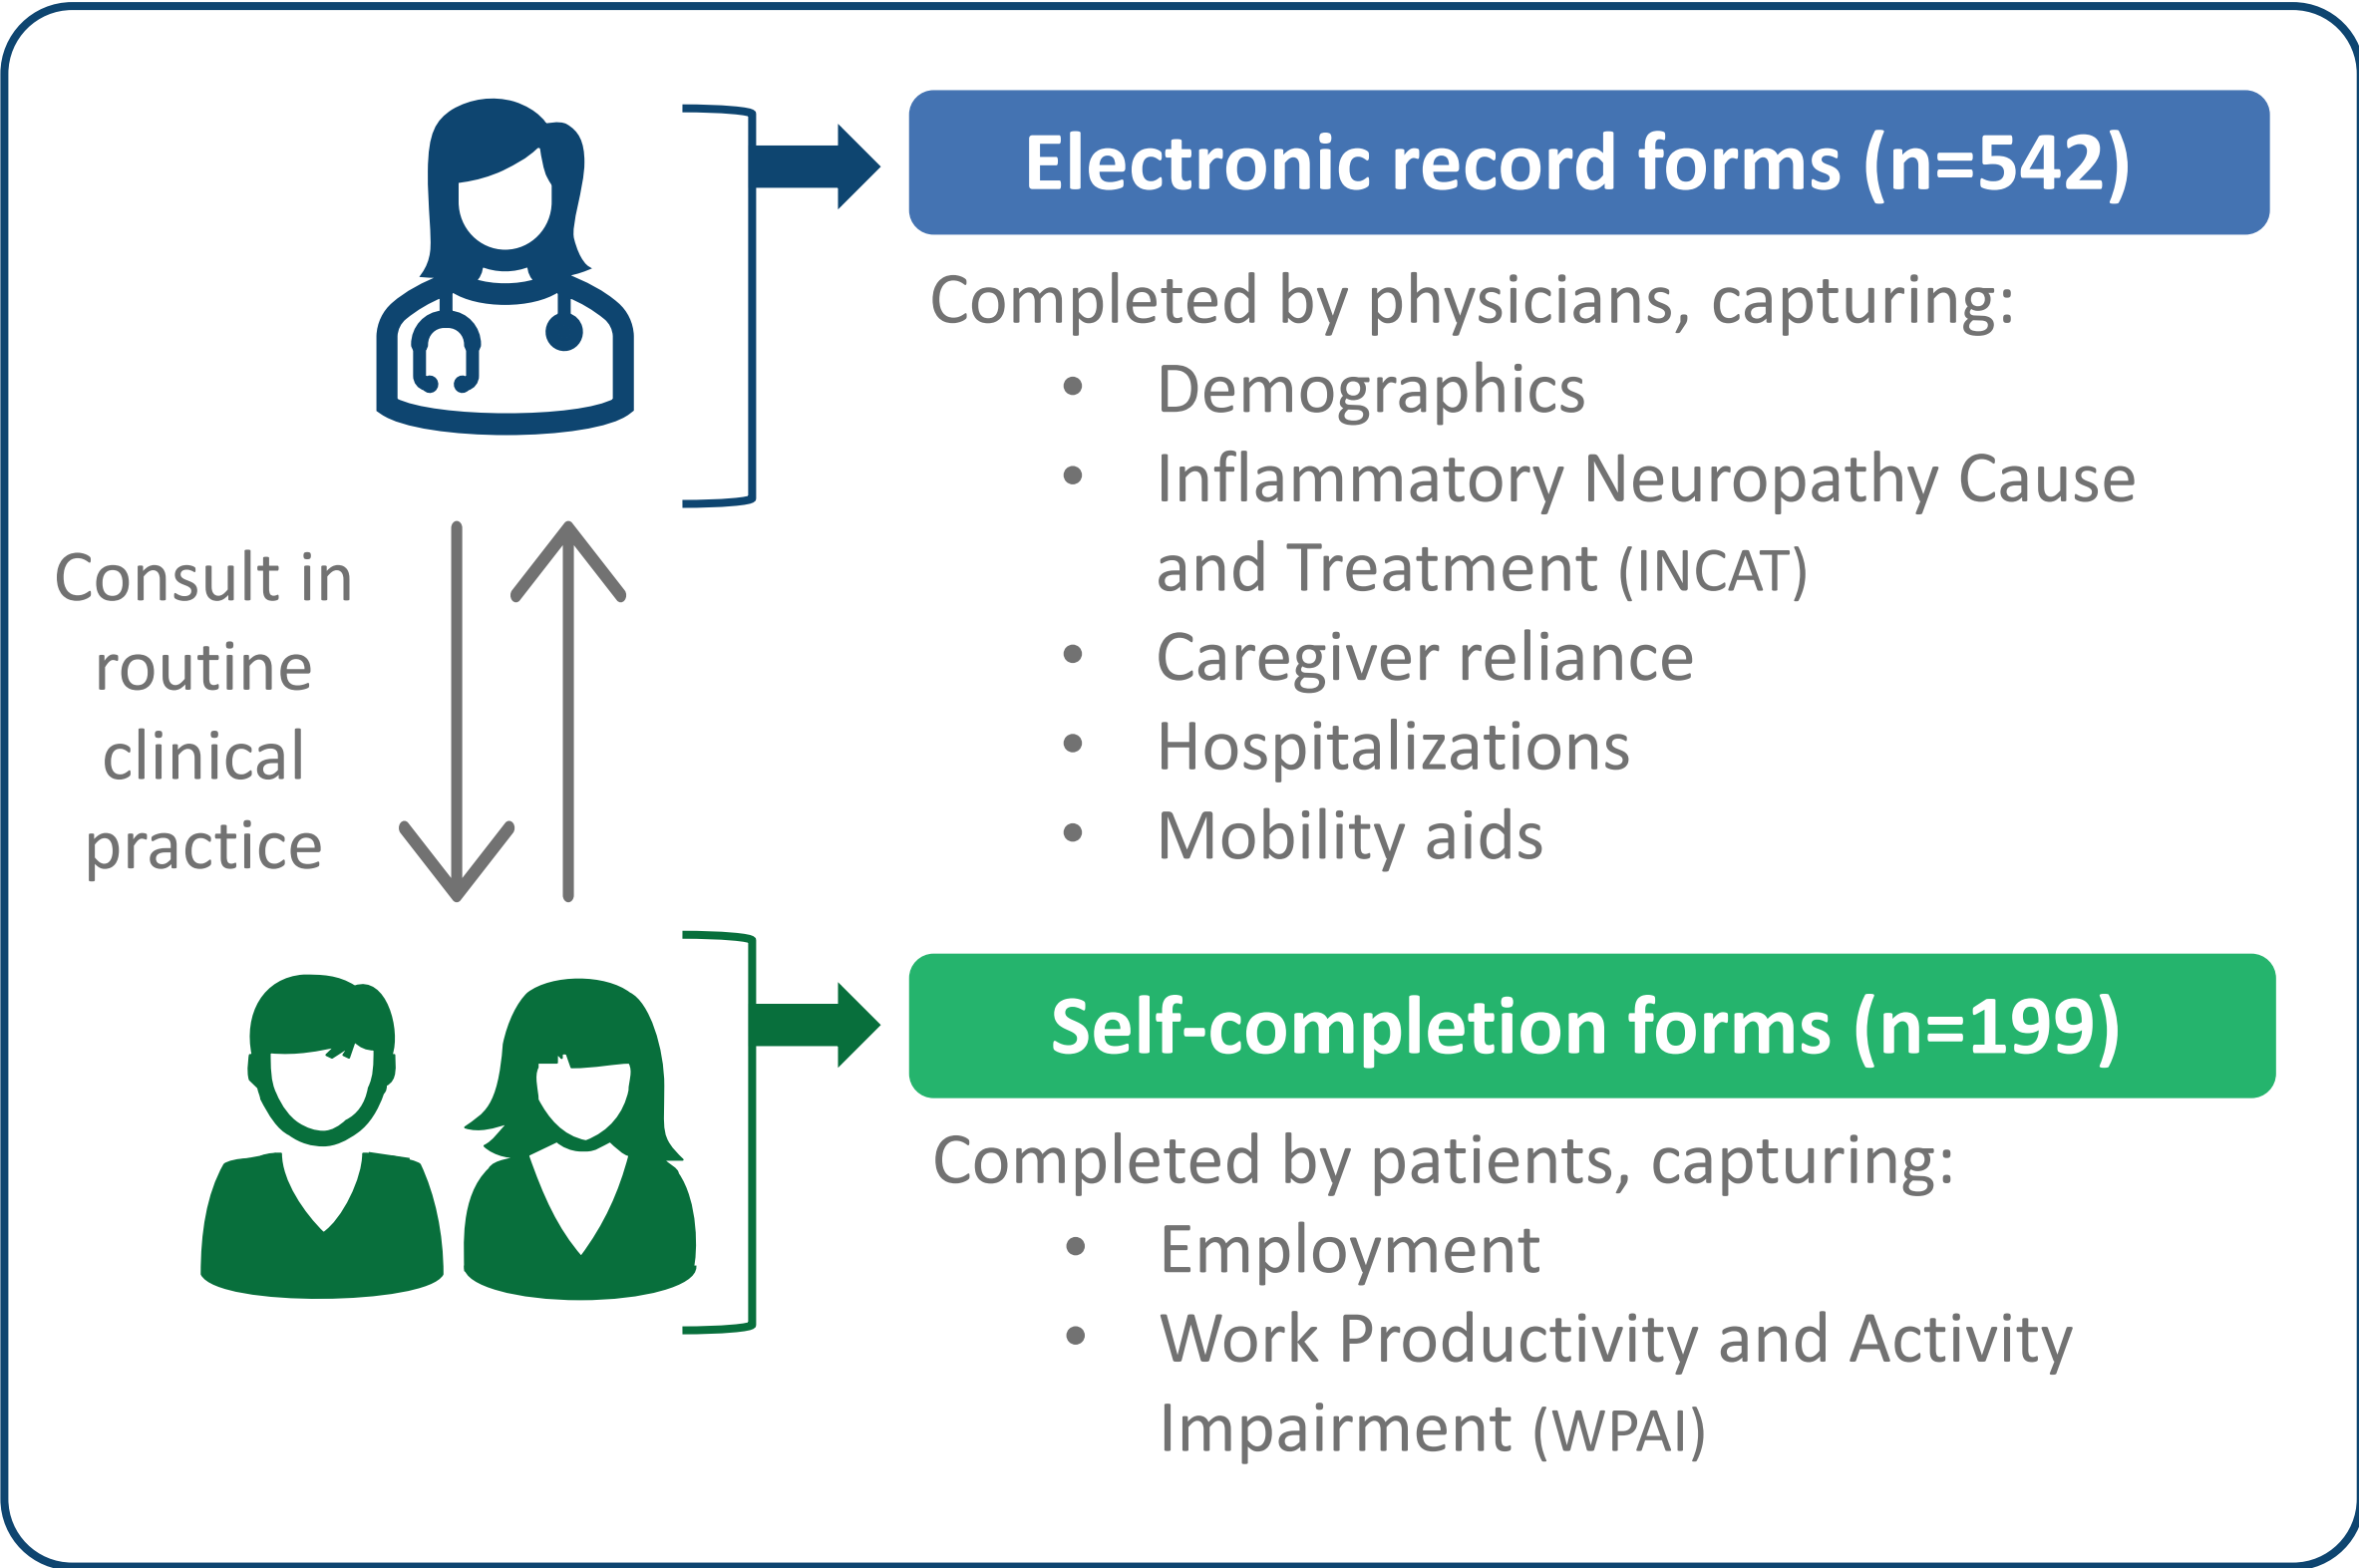 Electronic record forms (n=542)
Completed by physicians, capturing:
• Demographics
• Inflammatory Neuropathy Cause
and Treatment (INCAT)
• Caregiver reliance
• Hospitalizations
• Mobility aids
Consult in
routine
clinical
practice
Self-completion forms (n=199)
Completed by patients, capturing:
• Employment
• Work Productivity and Activity
Impairment (WPAI)